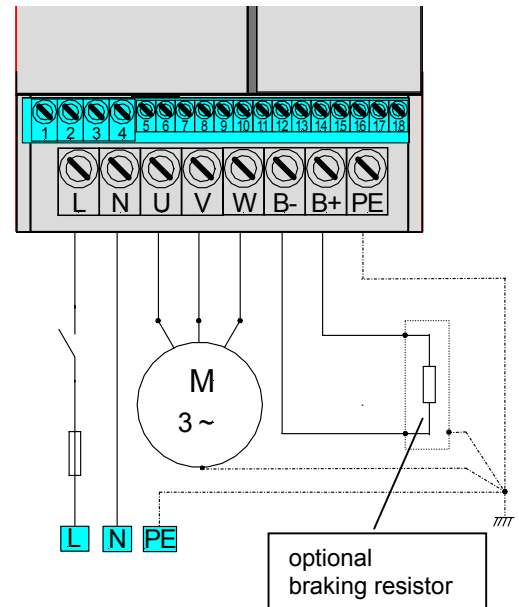 1 2 3 4 5 6 7 8 9 10 11 12 13 14 15 16 17 18
L N U V W B- B+ PE
M
3 ~
L N PE
optional
braking resistor